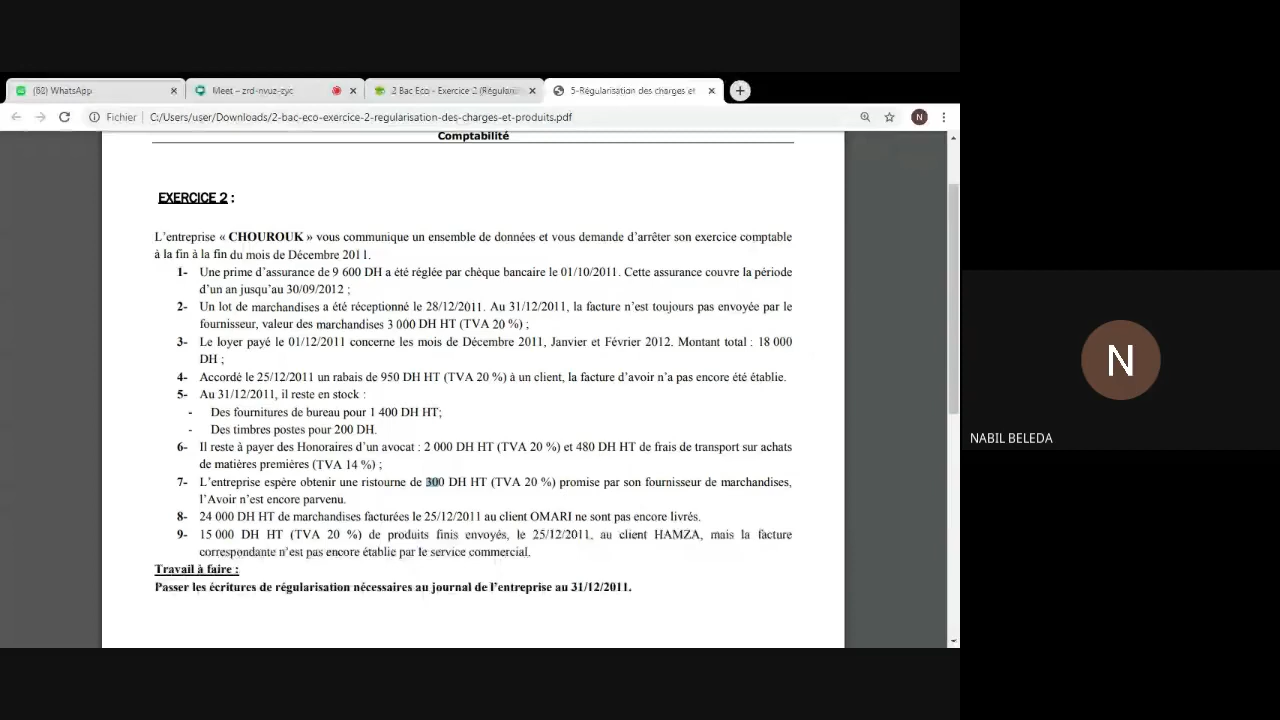 (62) WhatsApp
Meet – zrd-nvuz-zyc
2 Bac Eco - Exercice 2 (Régularis
5-Régularisation des charges et
Fichier
C:/Users/user/Downloads/2-bac-eco-exercice-2-regularisation-des-charges-et-produits.pdf
N
Comptabilité
EXERCICE 2 :
L'entreprise « CHOUROUK » vous communique un ensemble de données et vous demande d'arrêter son exercice comptable
à la fin à la fin du mois de Décembre 2011.
1- Une prime d'assurance de 9 600 DH a été réglée par chèque bancaire le 01/10/2011. Cette assurance couvre la période
d'un an jusqu'au 30/09/2012 ;
2- Un lot de marchandises a été réceptionné le 28/12/2011. Au 31/12/2011, la facture n'est toujours pas envoyée par le
fournisseur, valeur des marchandises 3 000 DH HT (TVA 20 %) ;
3- Le loyer payé le 01/12/2011 concerne les mois de Décembre 2011, Janvier et Février 2012. Montant total : 18 000
DH ;
4- Accordé le 25/12/2011 un rabais de 950 DH HT (TVA 20 %) à un client, la facture d'avoir n'a pas encore été établie.
5- Au 31/12/2011, il reste en stock :
- Des fournitures de bureau pour 1 400 DH HT;
- Des timbres postes pour 200 DH.
6- Il reste à payer des Honoraires d'un avocat : 2 000 DH HT (TVA 20 %) et 480 DH HT de frais de transport sur achats
de matières premières (TVA 14 %) ;
7- L'entreprise espère obtenir une ristourne de 300 DH HT (TVA 20 %) promise par son fournisseur de marchandises,
l'Avoir n'est encore parvenu.
8- 24 000 DH HT de marchandises facturées le 25/12/2011 au client OMARI ne sont pas encore livrés.
9- 15 000 DH HT (TVA 20 %) de produits finis envoyés, le 25/12/2011, au client HAMZA, mais la facture
correspondante n'est pas encore établie par le service commercial.
Travail à faire :
Passer les écritures de régularisation nécessaires au journal de l'entreprise au 31/12/2011.
N
NABIL BELEDA